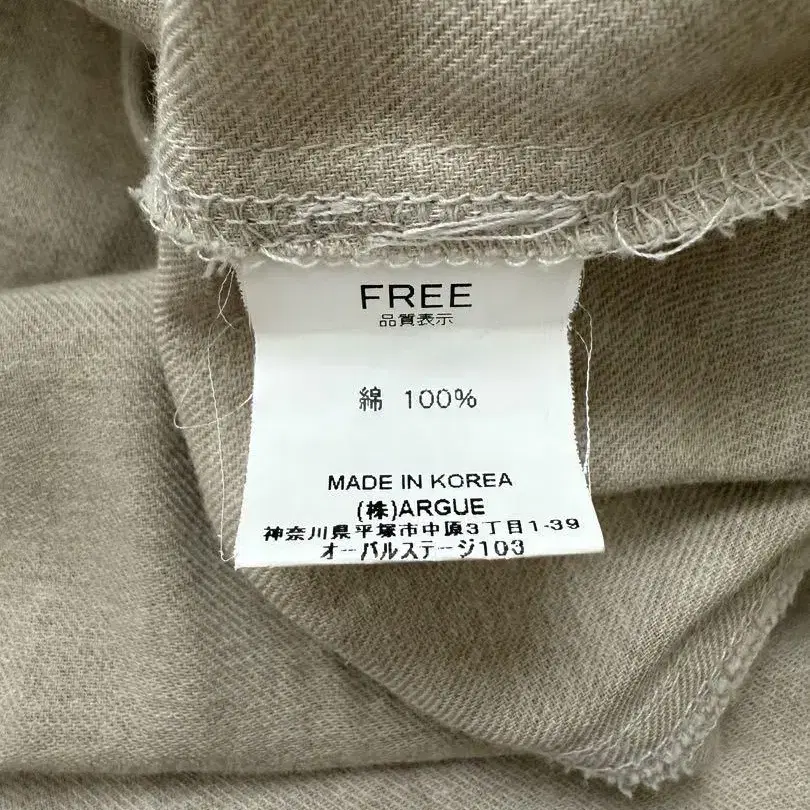 FREE
品質表示
綿 100%
MADE IN KOREA
(株)ARGUE
神奈川県平塚市中原3丁目1-39
オーバルステージ103